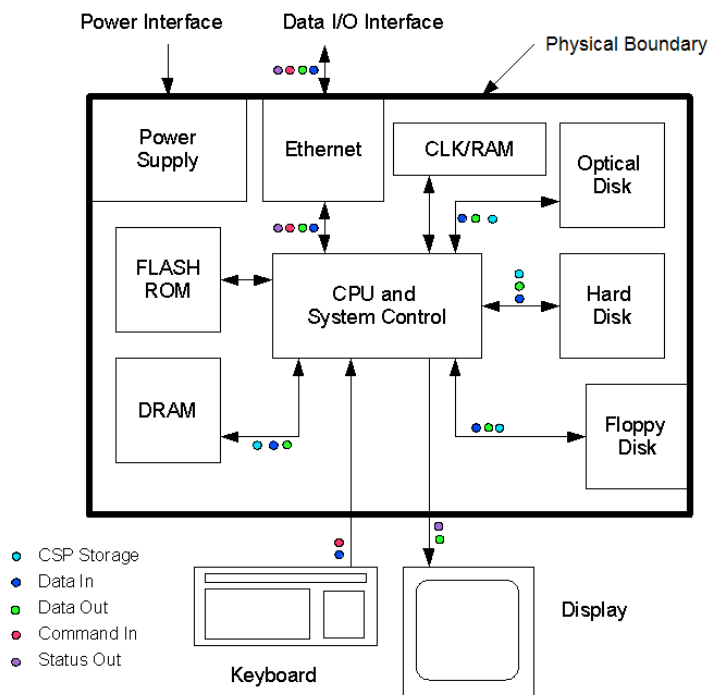 Power Interface
Data I/O Interface
Physical Boundary
Power
Supply
Ethernet
CLK/RAM
Optical
Disk
FLASH
ROM
CPU and
System Control
Hard
Disk
DRAM
Floppy
Disk
CSP Storage
Data In
Data Out
Command In
Status Out
Keyboard
Display